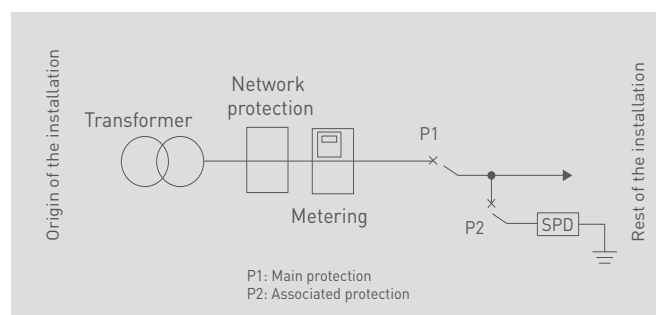 Origin of the installation
Transformer
Network
protection
Metering
P1
P2
SPD
Rest of the installation
P1: Main protection
P2: Associated protection